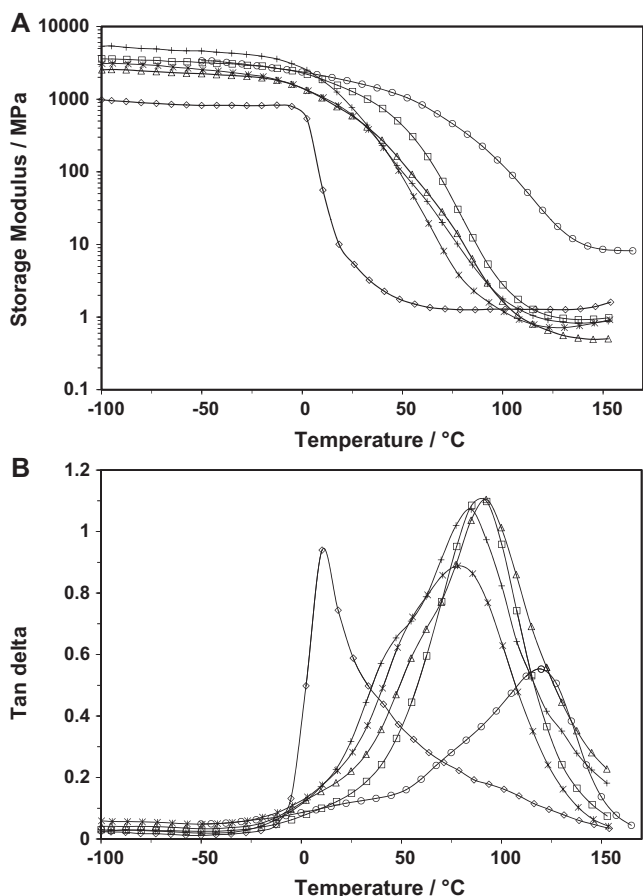 A
10000
1000
100
10
1
0.1
Storage Modulus / MPa
-100 -50 0 50 100 150
Temperature / °C
B
1.2
1
0.8
0.6
0.4
0.2
0
Tan delta
-100 -50 0 50 100 150
Temperature / °C